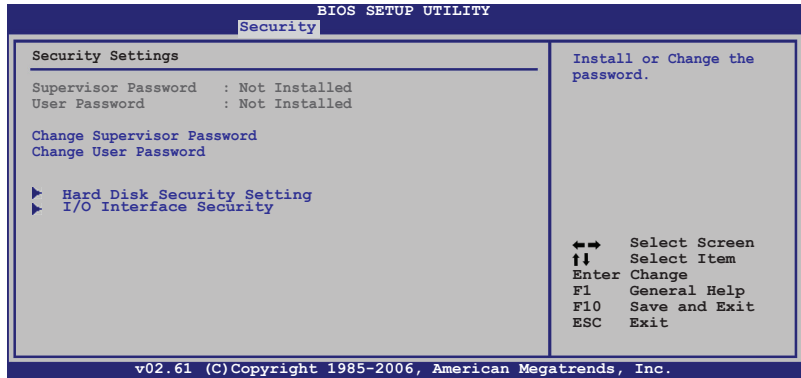 BIOS SETUP UTILITY
Security
Security Settings
Supervisor Password : Not Installed
User Password : Not Installed
Change Supervisor Password
Change User Password
Hard Disk Security Setting
I/O Interface Security
Install or Change the
password.
Select Screen
Select Item
Enter Change
F1 General Help
F10 Save and Exit
ESC Exit
v02.61 (C)Copyright 1985-2006, American Megatrends, Inc.